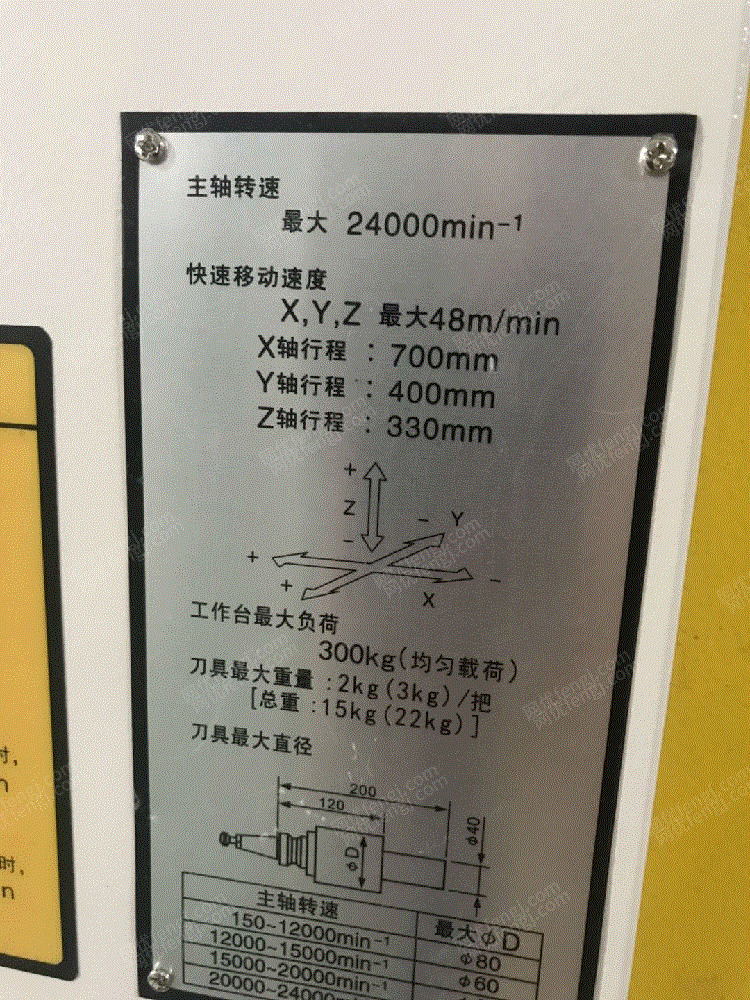 主轴转速
最大 24000min⁻¹
快速移动速度
X,Y,Z 最大48m/min
X轴行程 : 700mm
Y轴行程 : 400mm
Z轴行程 : 330mm
+
Z
- Y
-
+
+
-
X
工作台最大负荷
300kg(均匀载荷)
刀具最大重量 :2kg(3kg)/把
[总重 :15kg(22kg)]
刀具最大直径
200
120
φ40
φD
主轴转速 最大φD
150~12000min⁻¹ φ80
12000~15000min⁻¹ φ60
15000~20000min⁻¹
20000~24000min
时,
n
时,
n